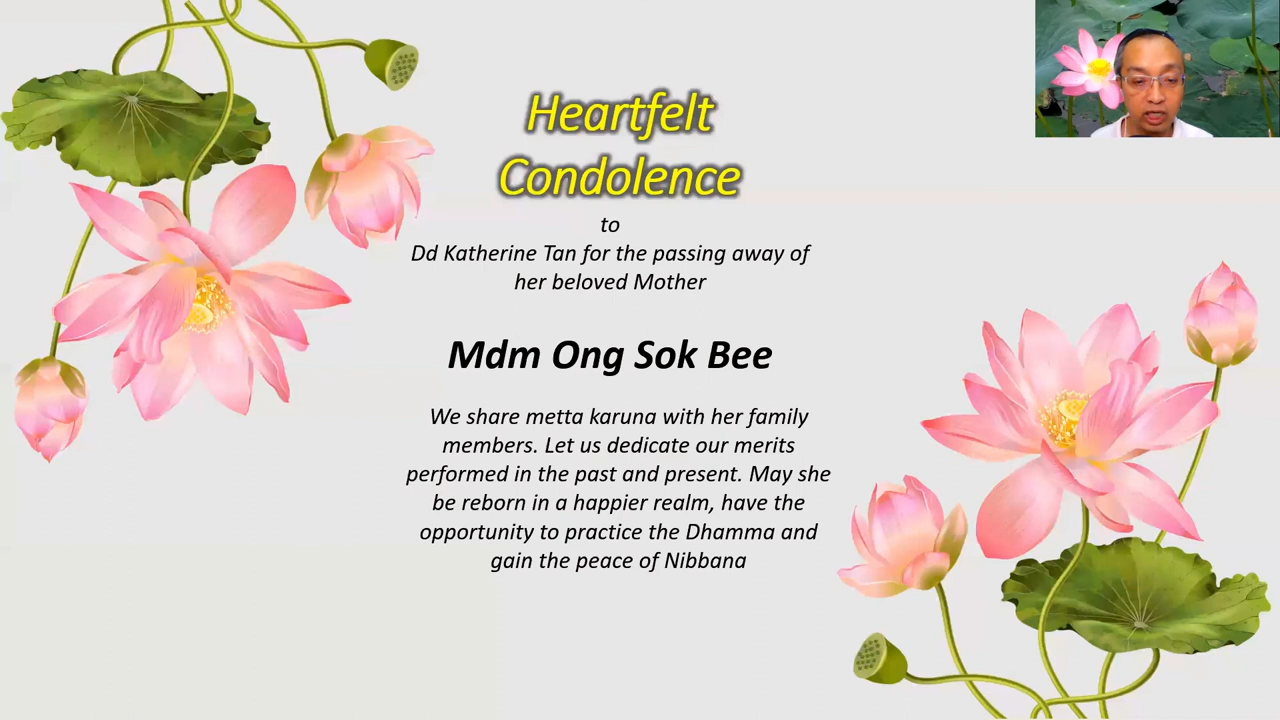 Heartfelt
Condolence
to
Dd Katherine Tan for the passing away of
her beloved Mother
Mdm Ong Sok Bee
We share metta karuna with her family
members. Let us dedicate our merits
performed in the past and present. May she
be reborn in a happier realm, have the
opportunity to practice the Dhamma and
gain the peace of Nibbana